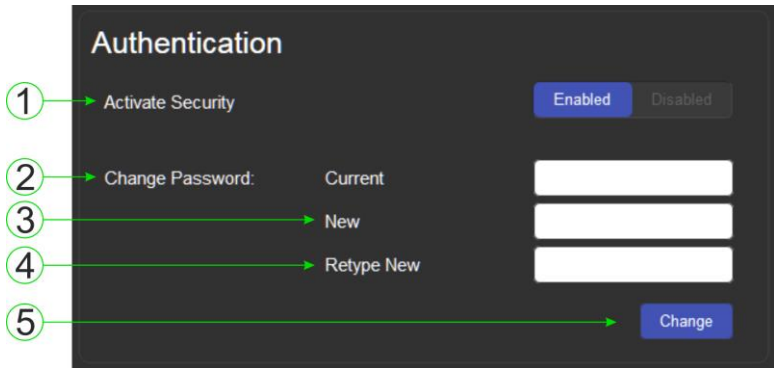 Authentication
1 Activate Security Enabled Disabled
2 Change Password: Current
3 New
4 Retype New
5 Change